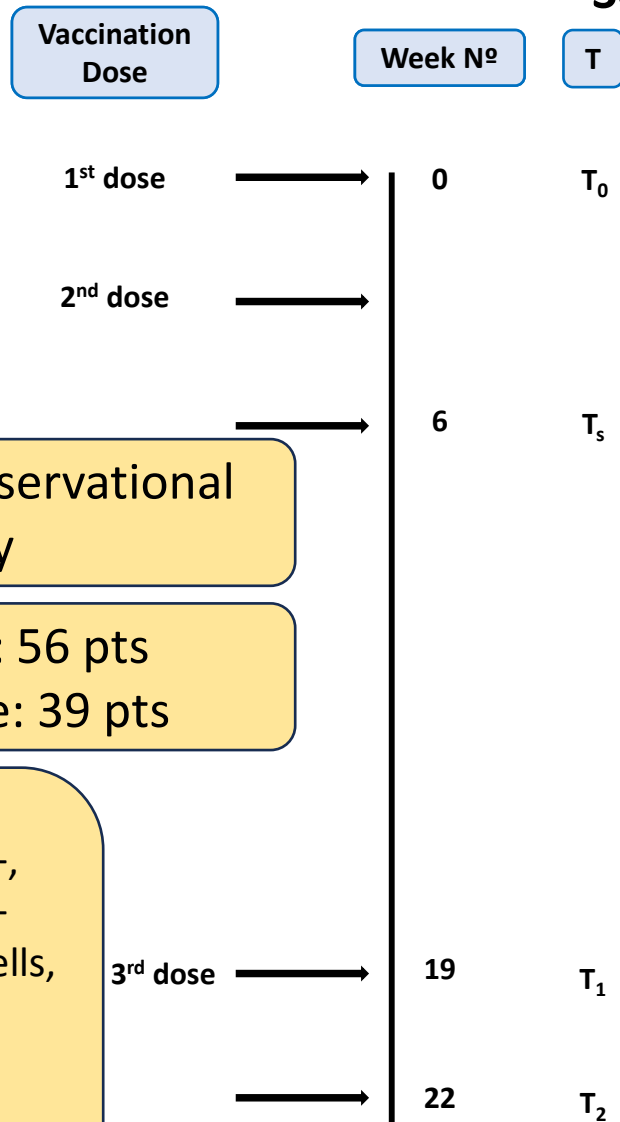 Vaccination
Dose
Week Nº
T
1st dose
0
T0
2nd dose
6
Ts
servational
y
: 56 pts
e: 39 pts
-,
-
ells,
3rd dose
19
T1
22
T2